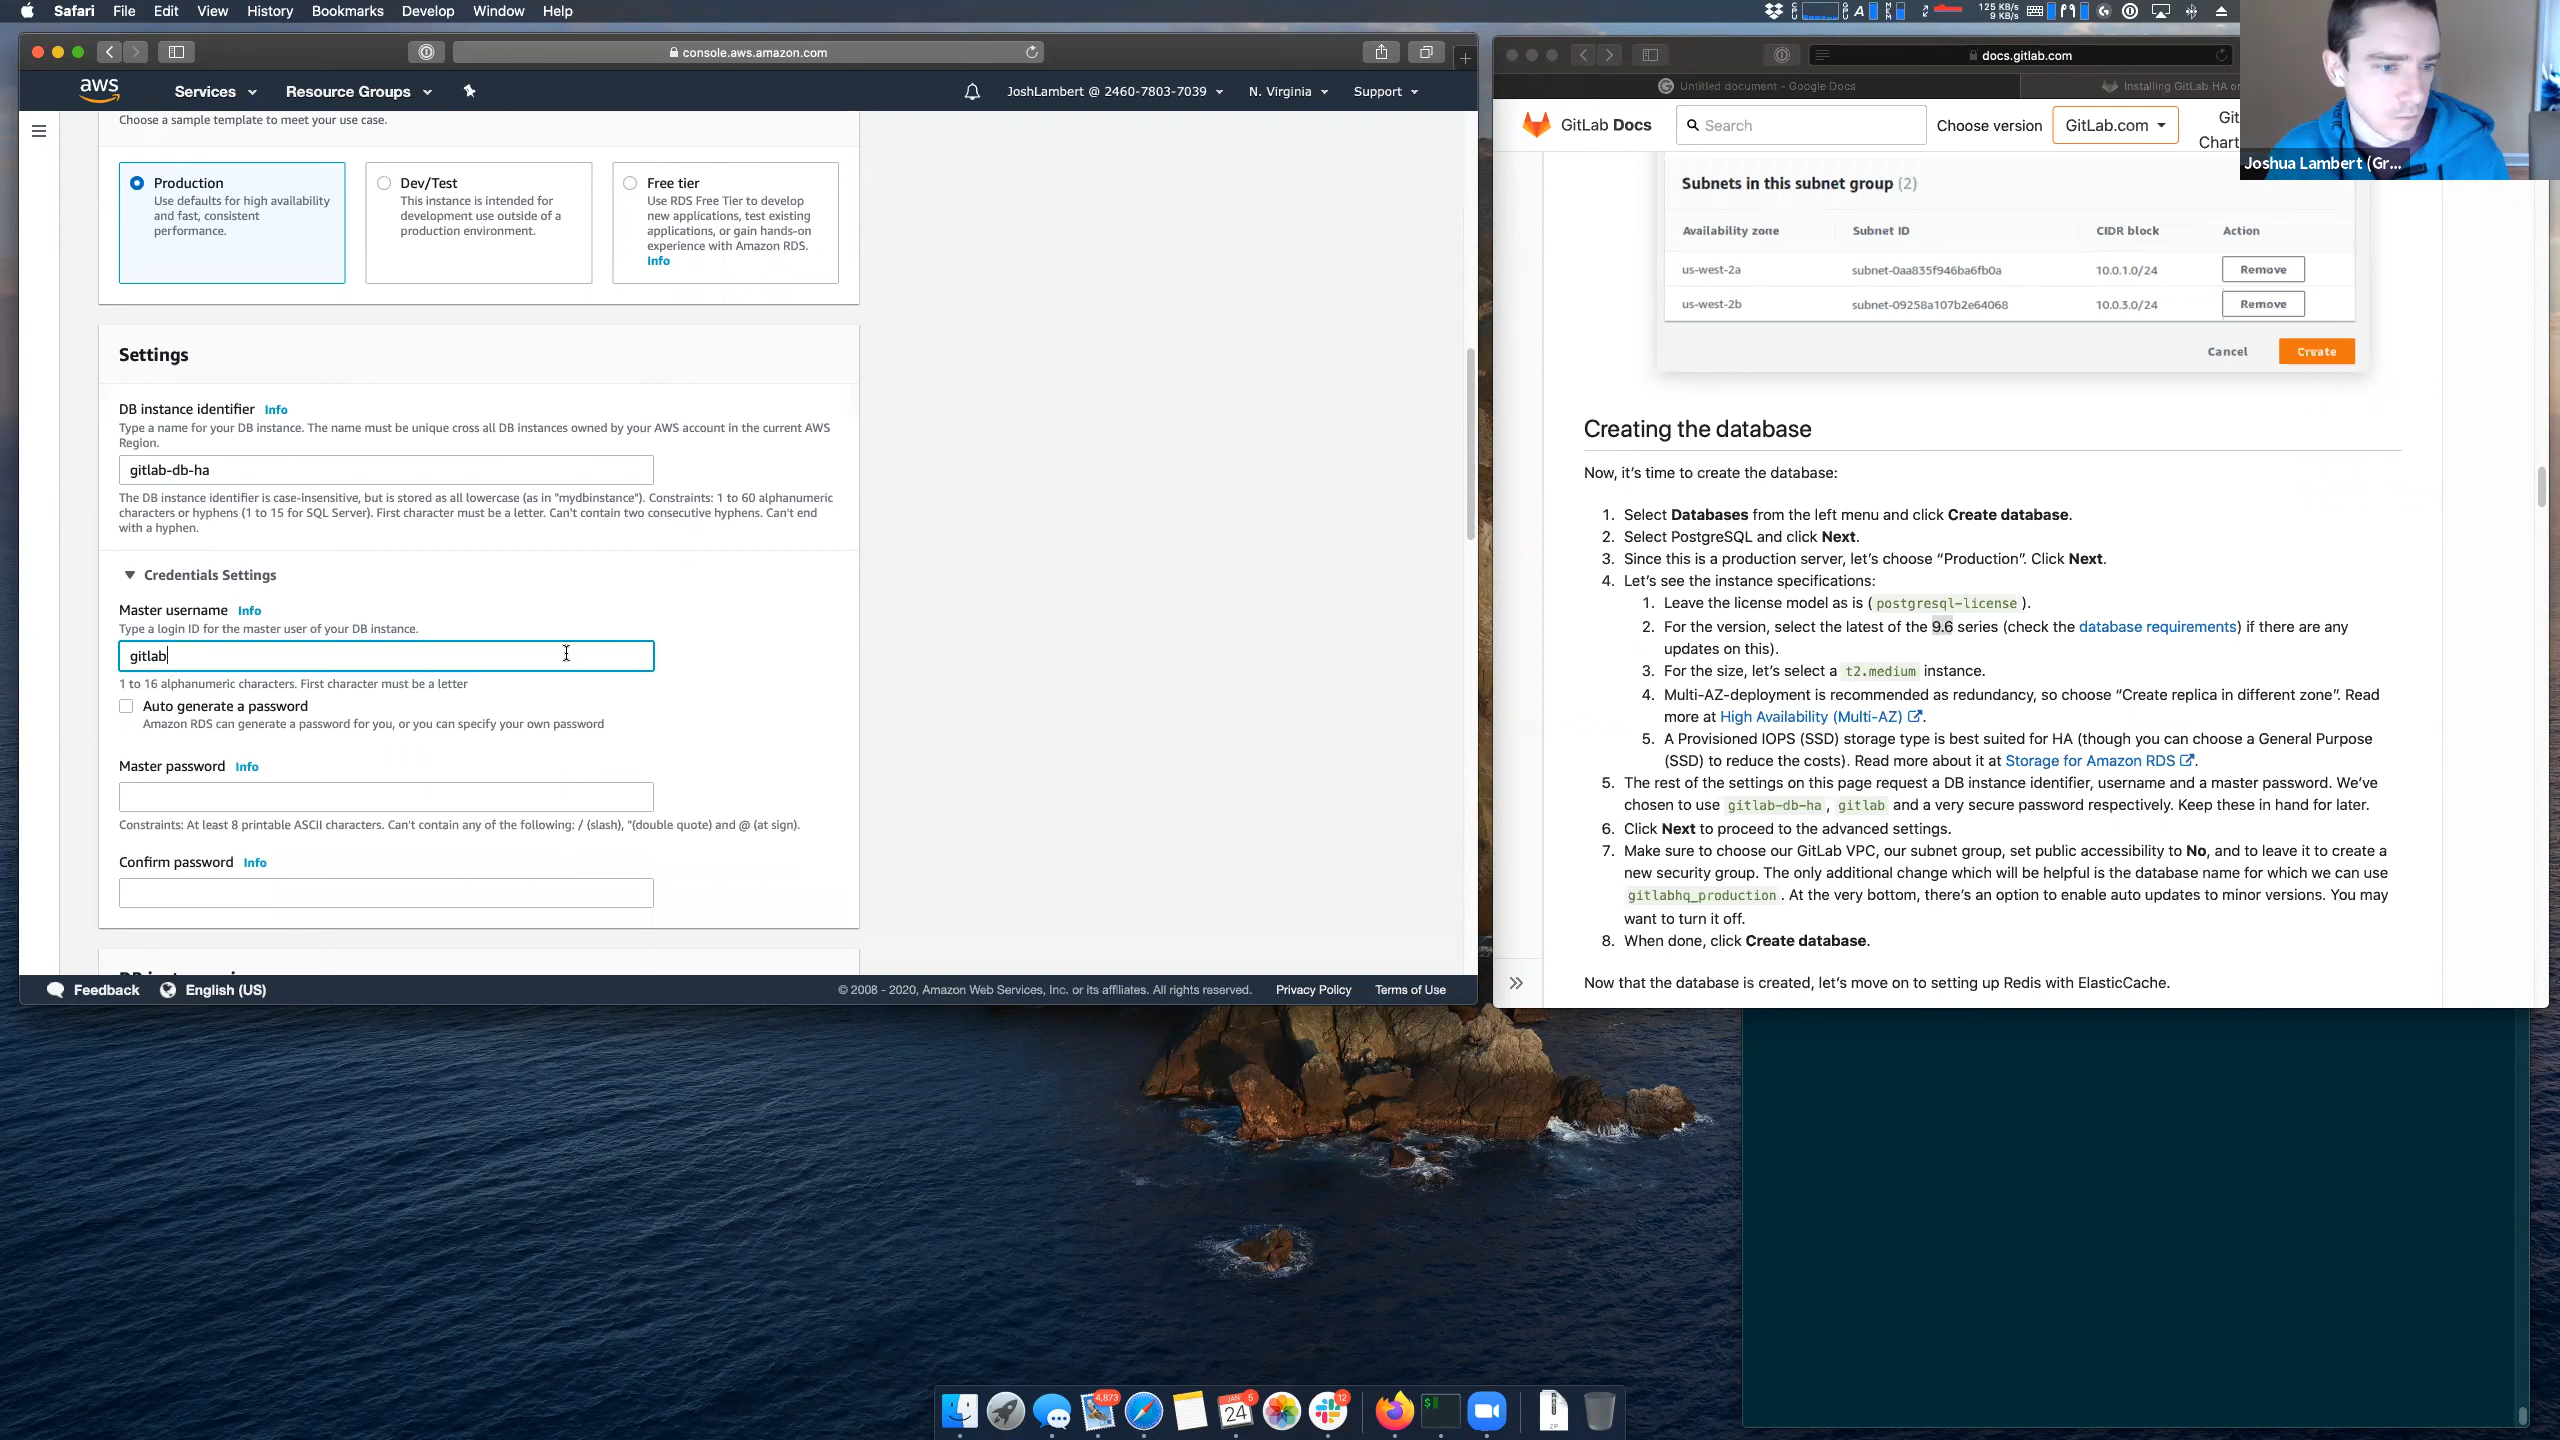 Safari File Edit View History Bookmarks Develop Window Help
125 KB/s
9 KB/s
console.aws.amazon.com
aws Services Resource Groups JoshLambert @ 2460-7803-7039 N. Virginia Support
Choose a sample template to meet your use case.
Production
Use defaults for high availability
and fast, consistent
performance.
Dev/Test
This instance is intended for
development use outside of a
production environment.
Free tier
Use RDS Free Tier to develop
new applications, test existing
applications, or gain hands-on
experience with Amazon RDS.
Info
Settings
DB instance identifier Info
Type a name for your DB instance. The name must be unique cross all DB instances owned by your AWS account in the current AWS
Region.
gitlab-db-ha
The DB instance identifier is case-insensitive, but is stored as all lowercase (as in "mydbinstance"). Constraints: 1 to 60 alphanumeric
characters or hyphens (1 to 15 for SQL Server). First character must be a letter. Can't contain two consecutive hyphens. Can't end
with a hyphen.
Credentials Settings
Master username Info
Type a login ID for the master user of your DB instance.
gitlab
1 to 16 alphanumeric characters. First character must be a letter
Auto generate a password
Amazon RDS can generate a password for you, or you can specify your own password
Master password Info
Constraints: At least 8 printable ASCII characters. Can't contain any of the following: / (slash), "(double quote) and @ (at sign).
Confirm password Info
Feedback English (US) © 2008 - 2020, Amazon Web Services, Inc. or its affiliates. All rights reserved. Privacy Policy Terms of Use
docs.gitlab.com
Untitled document - Google Docs Installing GitLab HA on
GitLab Docs Search Choose version GitLab.com Git
Chart
Joshua Lambert (Gr...
Subnets in this subnet group (2)
Availability zone Subnet ID CIDR block Action
us-west-2a subnet-0aa835f946ba6fb0a 10.0.1.0/24 Remove
us-west-2b subnet-09258a107b2e64068 10.0.3.0/24 Remove
Cancel Create
Creating the database
Now, it's time to create the database:
1. Select Databases from the left menu and click Create database.
2. Select PostgreSQL and click Next.
3. Since this is a production server, let's choose “Production”. Click Next.
4. Let's see the instance specifications:
1. Leave the license model as is ( postgresql-license ).
2. For the version, select the latest of the 9.6 series (check the database requirements) if there are any
updates on this).
3. For the size, let's select a t2.medium instance.
4. Multi-AZ-deployment is recommended as redundancy, so choose “Create replica in different zone”. Read
more at High Availability (Multi-AZ).
5. A Provisioned IOPS (SSD) storage type is best suited for HA (though you can choose a General Purpose
(SSD) to reduce the costs). Read more about it at Storage for Amazon RDS.
5. The rest of the settings on this page request a DB instance identifier, username and a master password. We've
chosen to use gitlab-db-ha, gitlab and a very secure password respectively. Keep these in hand for later.
6. Click Next to proceed to the advanced settings.
7. Make sure to choose our GitLab VPC, our subnet group, set public accessibility to No, and to leave it to create a
new security group. The only additional change which will be helpful is the database name for which we can use
gitlabhq_production. At the very bottom, there's an option to enable auto updates to minor versions. You may
want to turn it off.
8. When done, click Create database.
Now that the database is created, let's move on to setting up Redis with ElasticCache.
4,873
JAN 5
24
12
$
ZIP